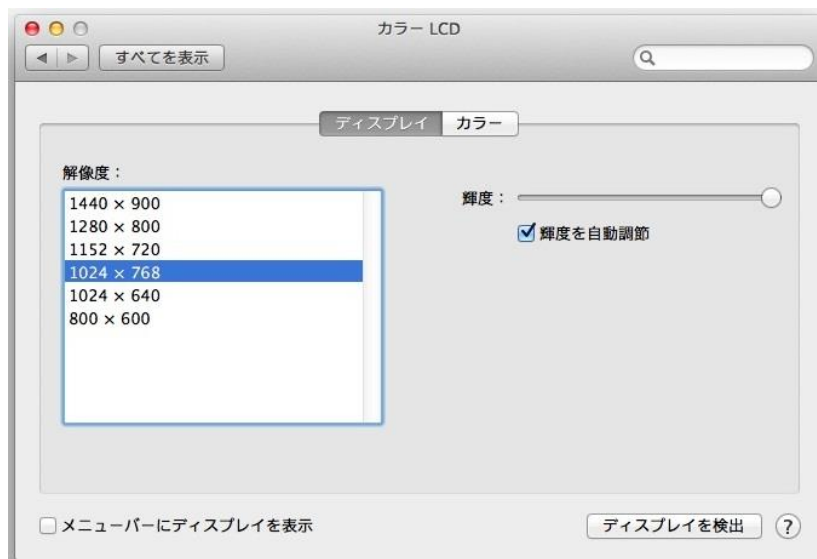 カラー LCD
すべてを表示
ディスプレイ カラー
解像度：
1440 × 900
1280 × 800
1152 × 720
1024 × 768
1024 × 640
800 × 600
輝度：
輝度を自動調節
メニューバーにディスプレイを表示
ディスプレイを検出 ?